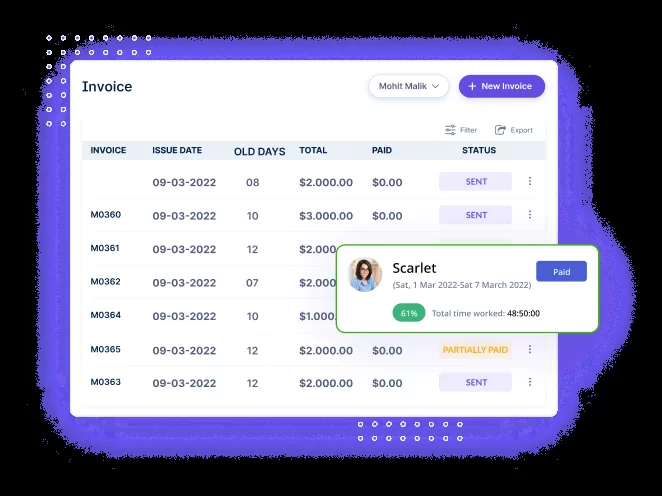 Invoice
Mohit Malik
+ New Invoice
Filter Export
INVOICE ISSUE DATE OLD DAYS TOTAL PAID STATUS
09-03-2022 08 $2.000.00 $0.00 SENT
M0360 09-03-2022 10 $3.000.00 $0.00 SENT
M0361 09-03-2022 12 $2.000
Scarlet
Paid
M0362 09-03-2022 07 $2.000
(Sat, 1 Mar 2022-Sat 7 March 2022)
M0364 09-03-2022 10 $1.000.
61% Total time worked: 48:50:00
M0365 09-03-2022 12 $2.000.00 $0.00 PARTIALLY PAID
M0363 09-03-2022 12 $2.000.00 $0.00 SENT